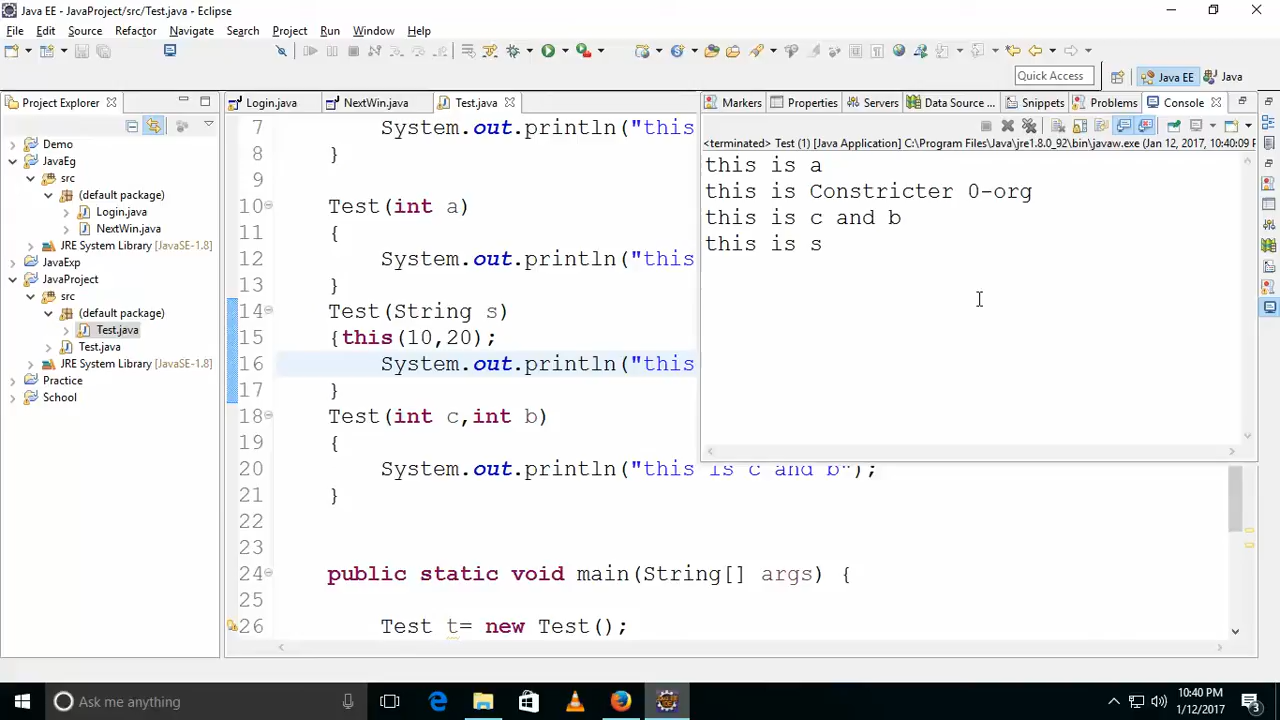 Java EE - JavaProject/src/Test.java - Eclipse
File Edit Source Refactor Navigate Search Project Run Window Help
Quick Access
Java EE
Java
Project Explorer
Demo
JavaEg
src
(default package)
Login.java
NextWin.java
JRE System Library [JavaSE-1.8]
JavaExp
JavaProject
src
(default package)
Test.java
Test.java
JRE System Library [JavaSE-1.8]
Practice
School
Login.java NextWin.java Test.java
7 System.out.println("this
8 }
9
10 Test(int a)
11 {
12 System.out.println("this
13 }
14 Test(String s)
15 {this(10,20);
16 System.out.println("this
17 }
18 Test(int c,int b)
19 {
20 System.out.println("this is c and b");
21 }
22
23
24 public static void main(String[] args) {
25
26 Test t= new Test();
Markers Properties Servers Data Source ... Snippets Problems Console
<terminated> Test (1) [Java Application] C:\Program Files\Java\jre1.8.0_92\bin\javaw.exe (Jan 12, 2017, 10:40:09 P
this is a
this is Constricter 0-org
this is c and b
this is s
Ask me anything
10:40 PM
1/12/2017
3